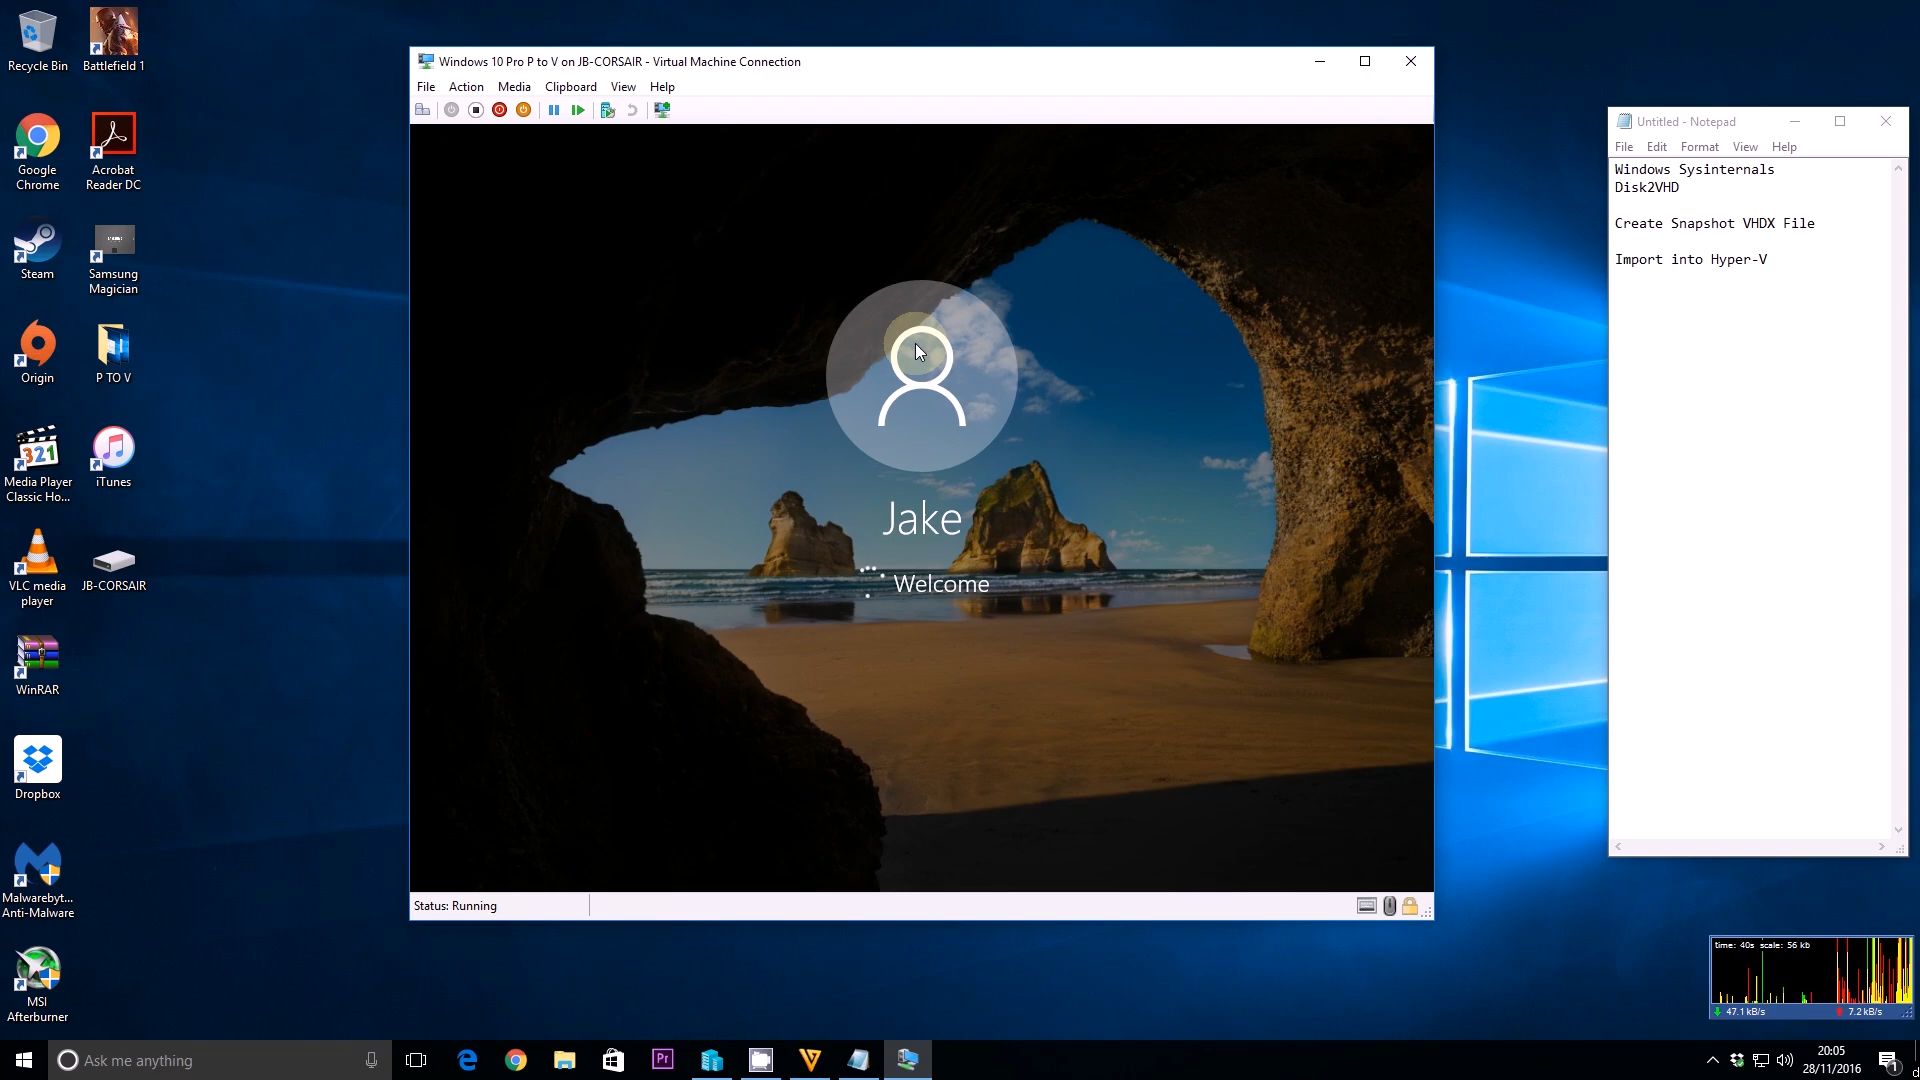 Recycle Bin
Battlefield 1
Google
Chrome
Acrobat
Reader DC
Steam
Samsung
Magician
Origin
P TO V
321
Media Player
Classic Ho...
iTunes
VLC media
player
JB-CORSAIR
WinRAR
Dropbox
Malwarebyt...
Anti-Malware
MSI
Afterburner
Windows 10 Pro P to V on JB-CORSAIR - Virtual Machine Connection
File Action Media Clipboard View Help
Jake
Welcome
Status: Running
Untitled - Notepad
File Edit Format View Help
Windows Sysinternals
Disk2VHD
Create Snapshot VHDX File
Import into Hyper-V
time: 40s scale: 56 kb
47.1 kB/s 7.2 kB/s
Ask me anything
Pr
20:05
28/11/2016
1